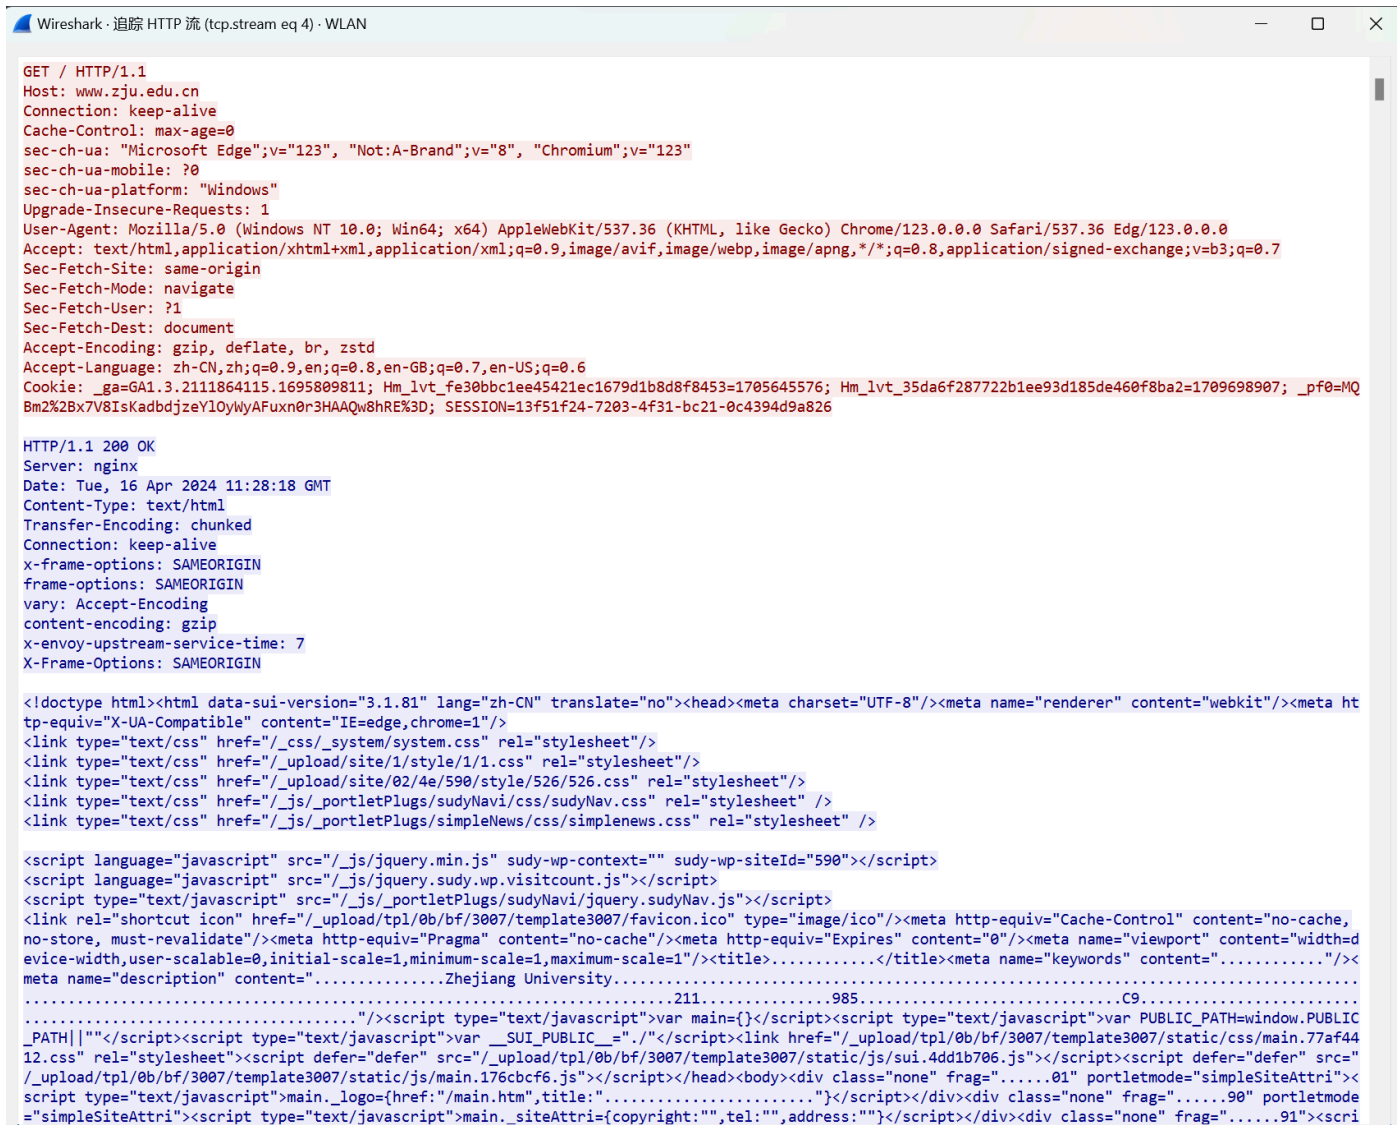 Wireshark · 追踪 HTTP 流 (tcp.stream eq 4) · WLAN
GET / HTTP/1.1
Host: www.zju.edu.cn
Connection: keep-alive
Cache-Control: max-age=0
sec-ch-ua: "Microsoft Edge";v="123", "Not:A-Brand";v="8", "Chromium";v="123"
sec-ch-ua-mobile: ?0
sec-ch-ua-platform: "Windows"
Upgrade-Insecure-Requests: 1
User-Agent: Mozilla/5.0 (Windows NT 10.0; Win64; x64) AppleWebKit/537.36 (KHTML, like Gecko) Chrome/123.0.0.0 Safari/537.36 Edg/123.0.0.0
Accept: text/html,application/xhtml+xml,application/xml;q=0.9,image/avif,image/webp,image/apng,*/*;q=0.8,application/signed-exchange;v=b3;q=0.7
Sec-Fetch-Site: same-origin
Sec-Fetch-Mode: navigate
Sec-Fetch-User: ?1
Sec-Fetch-Dest: document
Accept-Encoding: gzip, deflate, br, zstd
Accept-Language: zh-CN,zh;q=0.9,en;q=0.8,en-GB;q=0.7,en-US;q=0.6
Cookie: _ga=GA1.3.2111864115.1695809811; Hm_lvt_fe30bbc1ee45421ec1679d1b8d8f8453=1705645576; Hm_lvt_35da6f287722b1ee93d185de460f8ba2=1709698907; _pf0=MQ
Bm2%2Bx7V8IsKadbdjzeYlOyWyAFuxn0r3HAAQw8hRE%3D; SESSION=13f51f24-7203-4f31-bc21-0c4394d9a826
HTTP/1.1 200 OK
Server: nginx
Date: Tue, 16 Apr 2024 11:28:18 GMT
Content-Type: text/html
Transfer-Encoding: chunked
Connection: keep-alive
x-frame-options: SAMEORIGIN
frame-options: SAMEORIGIN
vary: Accept-Encoding
content-encoding: gzip
x-envoy-upstream-service-time: 7
X-Frame-Options: SAMEORIGIN
<!doctype html><html data-sui-version="3.1.81" lang="zh-CN" translate="no"><head><meta charset="UTF-8"/><meta name="renderer" content="webkit"/><meta ht
tp-equiv="X-UA-Compatible" content="IE=edge,chrome=1"/>
<link type="text/css" href="/_css/_system/system.css" rel="stylesheet"/>
<link type="text/css" href="/_upload/site/1/style/1/1.css" rel="stylesheet"/>
<link type="text/css" href="/_upload/site/02/4e/590/style/526/526.css" rel="stylesheet"/>
<link type="text/css" href="/_js/_portletPlugs/sudyNavi/css/sudyNav.css" rel="stylesheet" />
<link type="text/css" href="/_js/_portletPlugs/simpleNews/css/simplenews.css" rel="stylesheet" />
<script language="javascript" src="/_js/jquery.min.js" sudy-wp-context="" sudy-wp-siteId="590"></script>
<script language="javascript" src="/_js/jquery.sudy.wp.visitcount.js"></script>
<script type="text/javascript" src="/_js/_portletPlugs/sudyNavi/jquery.sudyNav.js"></script>
<link rel="shortcut icon" href="/_upload/tpl/0b/bf/3007/template3007/favicon.ico" type="image/ico"/><meta http-equiv="Cache-Control" content="no-cache,
no-store, must-revalidate"/><meta http-equiv="Pragma" content="no-cache"/><meta http-equiv="Expires" content="0"/><meta name="viewport" content="width=d
evice-width,user-scalable=0,initial-scale=1,minimum-scale=1,maximum-scale=1"/><title>............</title><meta name="keywords" content="............"/><
meta name="description" content="...............Zhejiang University.....................................................................................
..........................................................................211...............985..............................C9.........................
......................................"/><script type="text/javascript">var main={}</script><script type="text/javascript">var PUBLIC_PATH=window.PUBLIC
_PATH||""</script><script type="text/javascript">var __SUI_PUBLIC__="./"</script><link href="/_upload/tpl/0b/bf/3007/template3007/static/css/main.77af44
12.css" rel="stylesheet"><script defer="defer" src="/_upload/tpl/0b/bf/3007/template3007/static/js/sui.4dd1b706.js"></script><script defer="defer" src="
/_upload/tpl/0b/bf/3007/template3007/static/js/main.176cbcf6.js"></script></head><body><div class="none" frag="......01" portletmode="simpleSiteAttri"><
script type="text/javascript">main._logo={href:"/main.htm",title:"........................"}</script></div><div class="none" frag="......90" portletmode
="simpleSiteAttri"><script type="text/javascript">main._siteAttri={copyright:"",tel:"",address:""}</script></div><div class="none" frag="......91"><scri